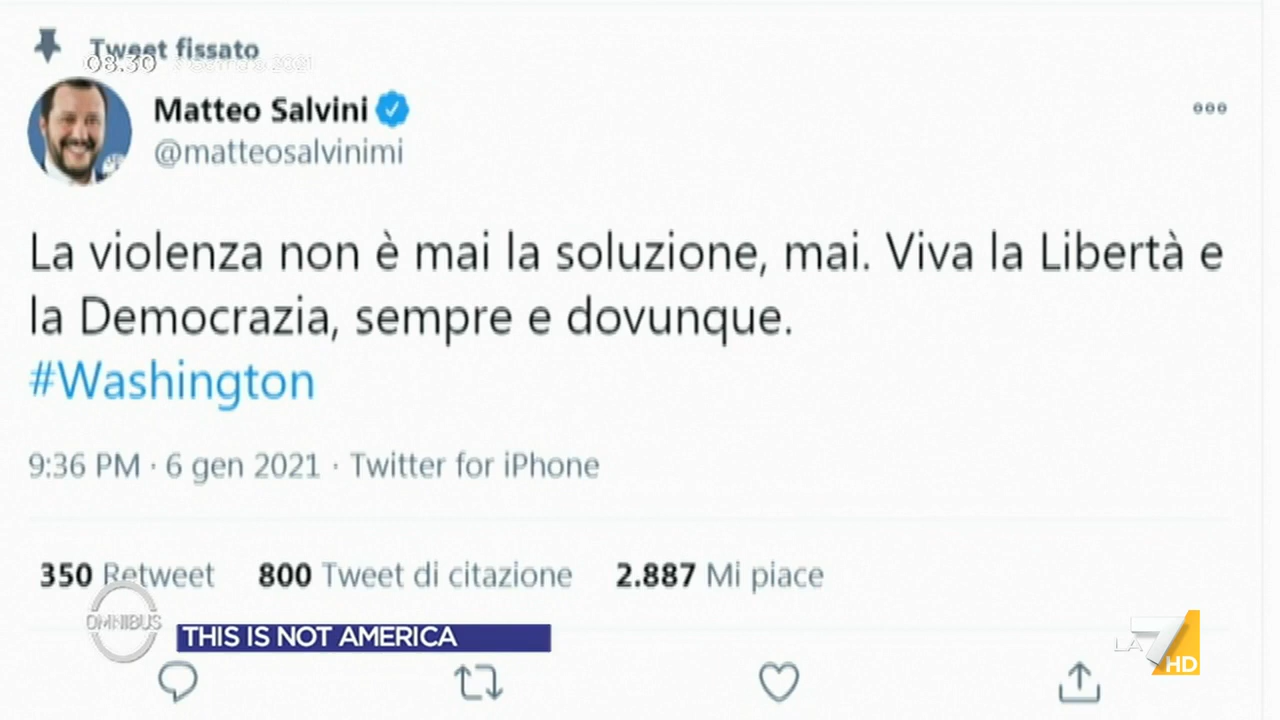 Tweet fissato
08.30
Matteo Salvini
@matteosalvinimi
La violenza non è mai la soluzione, mai. Viva la Libertà e
la Democrazia, sempre e dovunque.
#Washington
9:36 PM · 6 gen 2021 · Twitter for iPhone
350 Retweet 800 Tweet di citazione 2.887 Mi piace
OMNIBUS
THIS IS NOT AMERICA
LA 7 HD